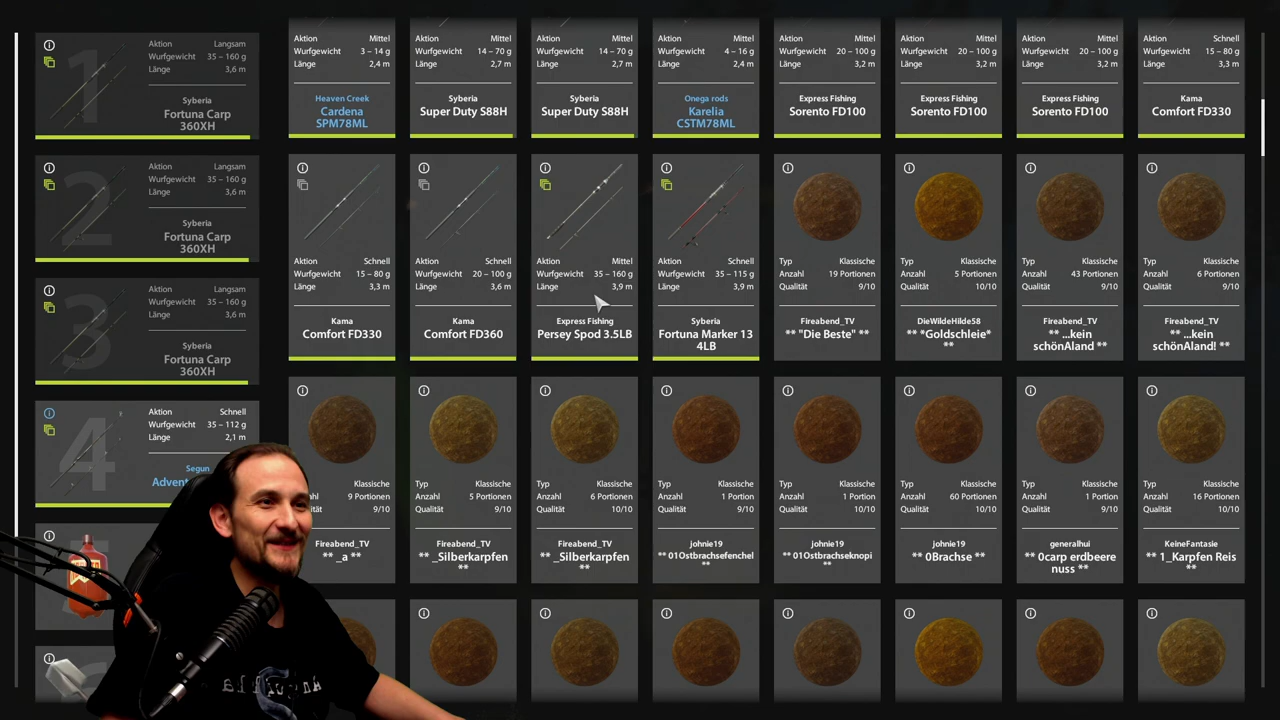 1
Aktion Langsam
Wurfgewicht 35 – 160 g
Länge 3,6 m
Syberia
Fortuna Carp
360XH
2
Aktion Langsam
Wurfgewicht 35 – 160 g
Länge 3,6 m
Syberia
Fortuna Carp
360XH
3
Aktion Langsam
Wurfgewicht 35 – 160 g
Länge 3,6 m
Syberia
Fortuna Carp
360XH
4
Aktion Schnell
Wurfgewicht 35 – 112 g
Länge 2,1 m
Segun
Aktion Mittel
Wurfgewicht 3 – 14 g
Länge 2,4 m
Heaven Creek
Cardena
SPM78ML
Aktion Mittel
Wurfgewicht 14 – 70 g
Länge 2,7 m
Syberia
Super Duty S88H
Aktion Mittel
Wurfgewicht 14 – 70 g
Länge 2,7 m
Syberia
Super Duty S88H
Aktion Mittel
Wurfgewicht 4 – 16 g
Länge 2,4 m
Onega rods
Karelia
CSTM78ML
Aktion Mittel
Wurfgewicht 20 – 100 g
Länge 3,2 m
Express Fishing
Sorento FD100
Aktion Mittel
Wurfgewicht 20 – 100 g
Länge 3,2 m
Express Fishing
Sorento FD100
Aktion Mittel
Wurfgewicht 20 – 100 g
Länge 3,2 m
Express Fishing
Sorento FD100
Aktion Schnell
Wurfgewicht 15 – 80 g
Länge 3,3 m
Kama
Comfort FD330
Aktion Schnell
Wurfgewicht 15 – 80 g
Länge 3,3 m
Kama
Comfort FD330
Aktion Schnell
Wurfgewicht 20 – 100 g
Länge 3,6 m
Kama
Comfort FD360
Aktion Mittel
Wurfgewicht 35 – 160 g
Länge 3,9 m
Express Fishing
Persey Spod 3.5LB
Aktion Schnell
Wurfgewicht 35 – 115 g
Länge 3,9 m
Syberia
Fortuna Marker 13
4LB
Typ Klassische
Anzahl 19 Portionen
Qualität 9/10
Fireabend_TV
** "Die Beste" **
Typ Klassische
Anzahl 5 Portionen
Qualität 10/10
DieWildeHilde58
** *Goldschleie*
**
Typ Klassische
Anzahl 43 Portionen
Qualität 9/10
Fireabend_TV
** ...kein
schönAland **
Typ Klassische
Anzahl 6 Portionen
Qualität 9/10
Fireabend_TV
** ...kein
schönAland! **
Klassische
9 Portionen
9/10
Fireabend_TV
** _a **
Typ Klassische
Anzahl 5 Portionen
Qualität 9/10
Fireabend_TV
** _Silberkarpfen
**
Typ Klassische
Anzahl 6 Portionen
Qualität 10/10
Fireabend_TV
** _Silberkarpfen
**
Typ Klassische
Anzahl 1 Portion
Qualität 9/10
johnie19
** 01Ostbrachsefenchel
**
Typ Klassische
Anzahl 1 Portion
Qualität 10/10
johnie19
** 01Ostbrachseknopi
**
Typ Klassische
Anzahl 60 Portionen
Qualität 10/10
johnie19
** 0Brachse **
Typ Klassische
Anzahl 1 Portion
Qualität 9/10
generalhui
** 0carp erdbeere
nuss **
Typ Klassische
Anzahl 16 Portionen
Qualität 10/10
KeineFantasie
** 1_Karpfen Reis
**